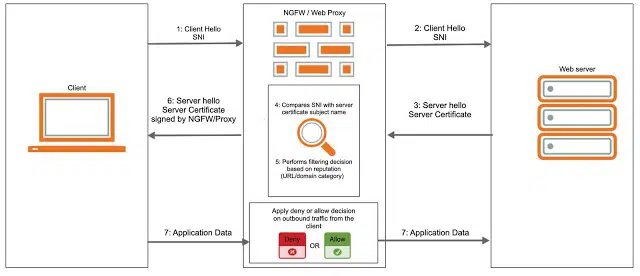 NGFW / Web Proxy
1: Client Hello
SNI
2: Client Hello
SNI
Client
Web server
6: Server hello
Server Certificate
signed by NGFW/Proxy
4: Compares SNI with server
certificate subject name
3: Server hello
Server Certificate
5: Performs filtering decision
based on reputation
(URL/domain category)
Apply deny or allow decision
on outbound traffic from the
client
7: Application Data
Deny
OR
Allow
7: Application Data